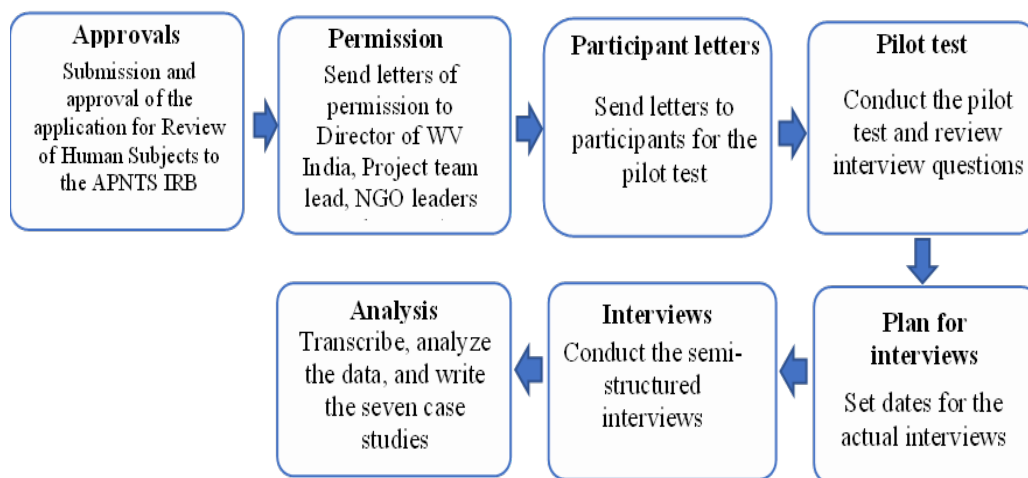 Approvals
Submission and
approval of the
application for Review
of Human Subjects to
the APNTS IRB
Permission
Send letters of
permission to
Director of WV
India, Project team
lead, NGO leaders
Participant letters
Send letters to
participants for the
pilot test
Pilot test
Conduct the pilot
test and review
interview questions
Plan for
interviews
Set dates for the
actual interviews
Interviews
Conduct the semi-
structured
interviews
Analysis
Transcribe, analyze
the data, and write
the seven case
studies